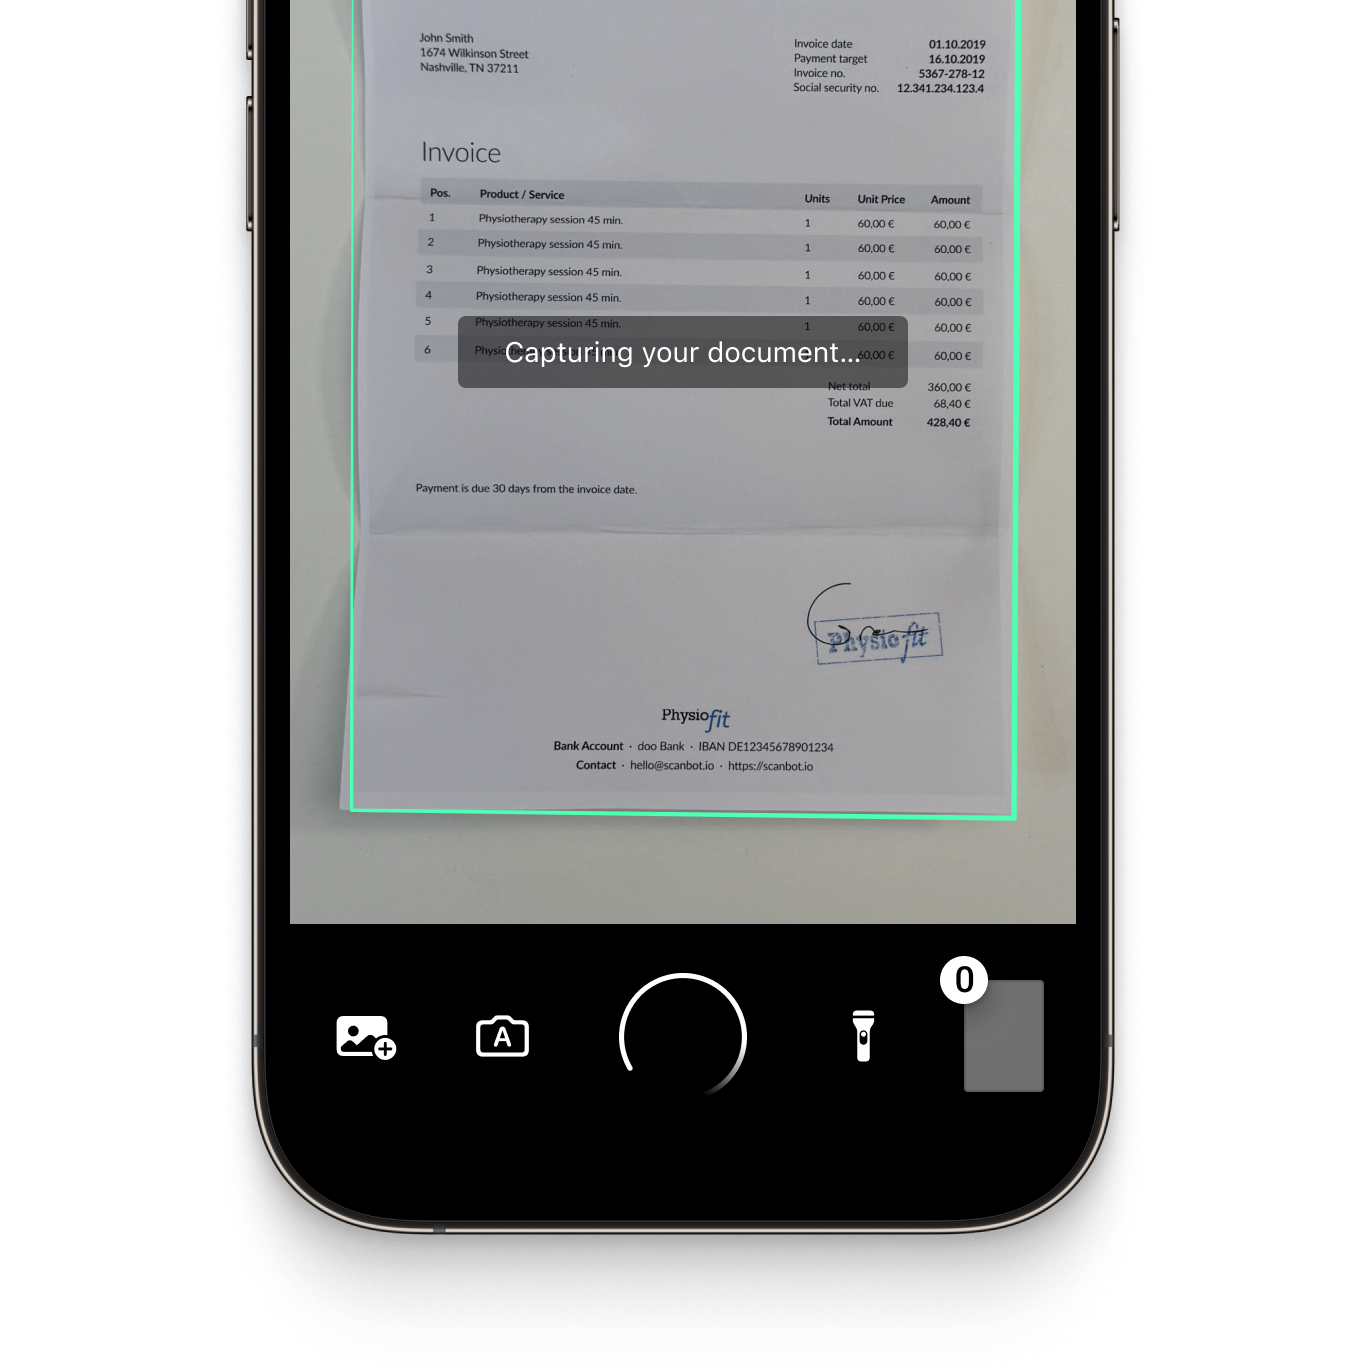 John Smith
1674 Wilkinson Street
Nashville, TN 37211
Invoice date 01.10.2019
Payment target 16.10.2019
Invoice no. 5367-278-12
Social security no. 12.341.234.123.4
Invoice
Pos. Product / Service Units Unit Price Amount
1 Physiotherapy session 45 min. 1 60,00 € 60,00 €
2 Physiotherapy session 45 min. 1 60,00 € 60,00 €
3 Physiotherapy session 45 min. 1 60,00 € 60,00 €
4 Physiotherapy session 45 min. 1 60,00 € 60,00 €
5 Physiotherapy session 45 min. 1 60,00 € 60,00 €
6 60,00 € 60,00 €
Capturing your document...
Net total 360,00 €
Total VAT due 68,40 €
Total Amount 428,40 €
Payment is due 30 days from the invoice date.
Physiofit
Physiofit
Bank Account · doo Bank · IBAN DE12345678901234
Contact · hello@scanbot.io · https://scanbot.io
0
A